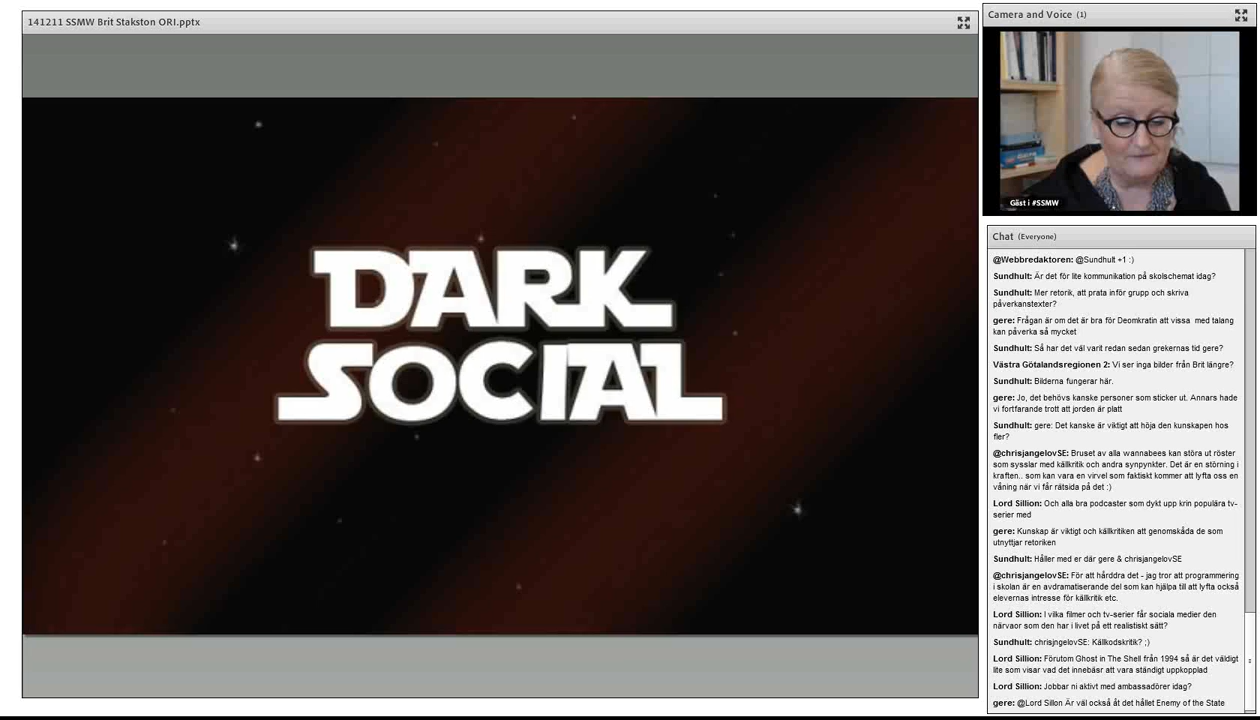 141211 SSMW Brit Stakston ORI.pptx
Camera and Voice (1)
DARK
SOCIAL
Gäst i #SSMW
Chat (Everyone)
@Webbredaktoren: @Sundhult +1 :)
Sundhult: Är det för lite kommunikation på skolschemat idag?
Sundhult: Mer retorik, att prata inför grupp och skriva
påverkanstexter?
gere: Frågan är om det är bra för Deomkratin att vissa med talang
kan påverka så mycket
Sundhult: Så har det väl varit redan sedan grekernas tid gere?
Västra Götalandsregionen 2: Vi ser inga bilder från Brit längre?
Sundhult: Bilderna fungerar här.
gere: Jo, det behövs kanske personer som sticker ut. Annars hade
vi fortfarande trott att jorden är platt
Sundhult: gere: Det kanske är viktigt att höja den kunskapen hos
fler?
@chrisjangelovSE: Bruset av alla wannabees kan störa ut röster
som sysslar med källkritik och andra synpynkter. Det är en störning i
kraften.. som kan vara en virvel som faktiskt kommer att lyfta oss en
våning när vi får rätsida på det :)
Lord Sillion: Och alla bra podcaster som dykt upp krin populära tv-
serier med
gere: Kunskap är viktigt och källkritiken att genomskåda de som
utnyttjar retoriken
Sundhult: Håller med er där gere & chrisjangelovSE
@chrisjangelovSE: För att hårddra det - jag tror att programmering
i skolan är en avdramatiserande del som kan hjälpa till att lyfta också
elevernas intresse för källkritik etc.
Lord Sillion: I vilka filmer och tv-serier får sociala medier den
närvaor som den har i livet på ett realistiskt sätt?
Sundhult: chrisjngelovSE: Källkodskritik? ;)
Lord Sillion: Förutom Ghost in The Shell från 1994 så är det väldigt
lite som visar vad det innebäsr att vara ständigt uppkopplad
Lord Sillion: Jobbar ni aktivt med ambassadörer idag?
gere: @Lord Sillon Är väl också åt det hållet Enemy of the State